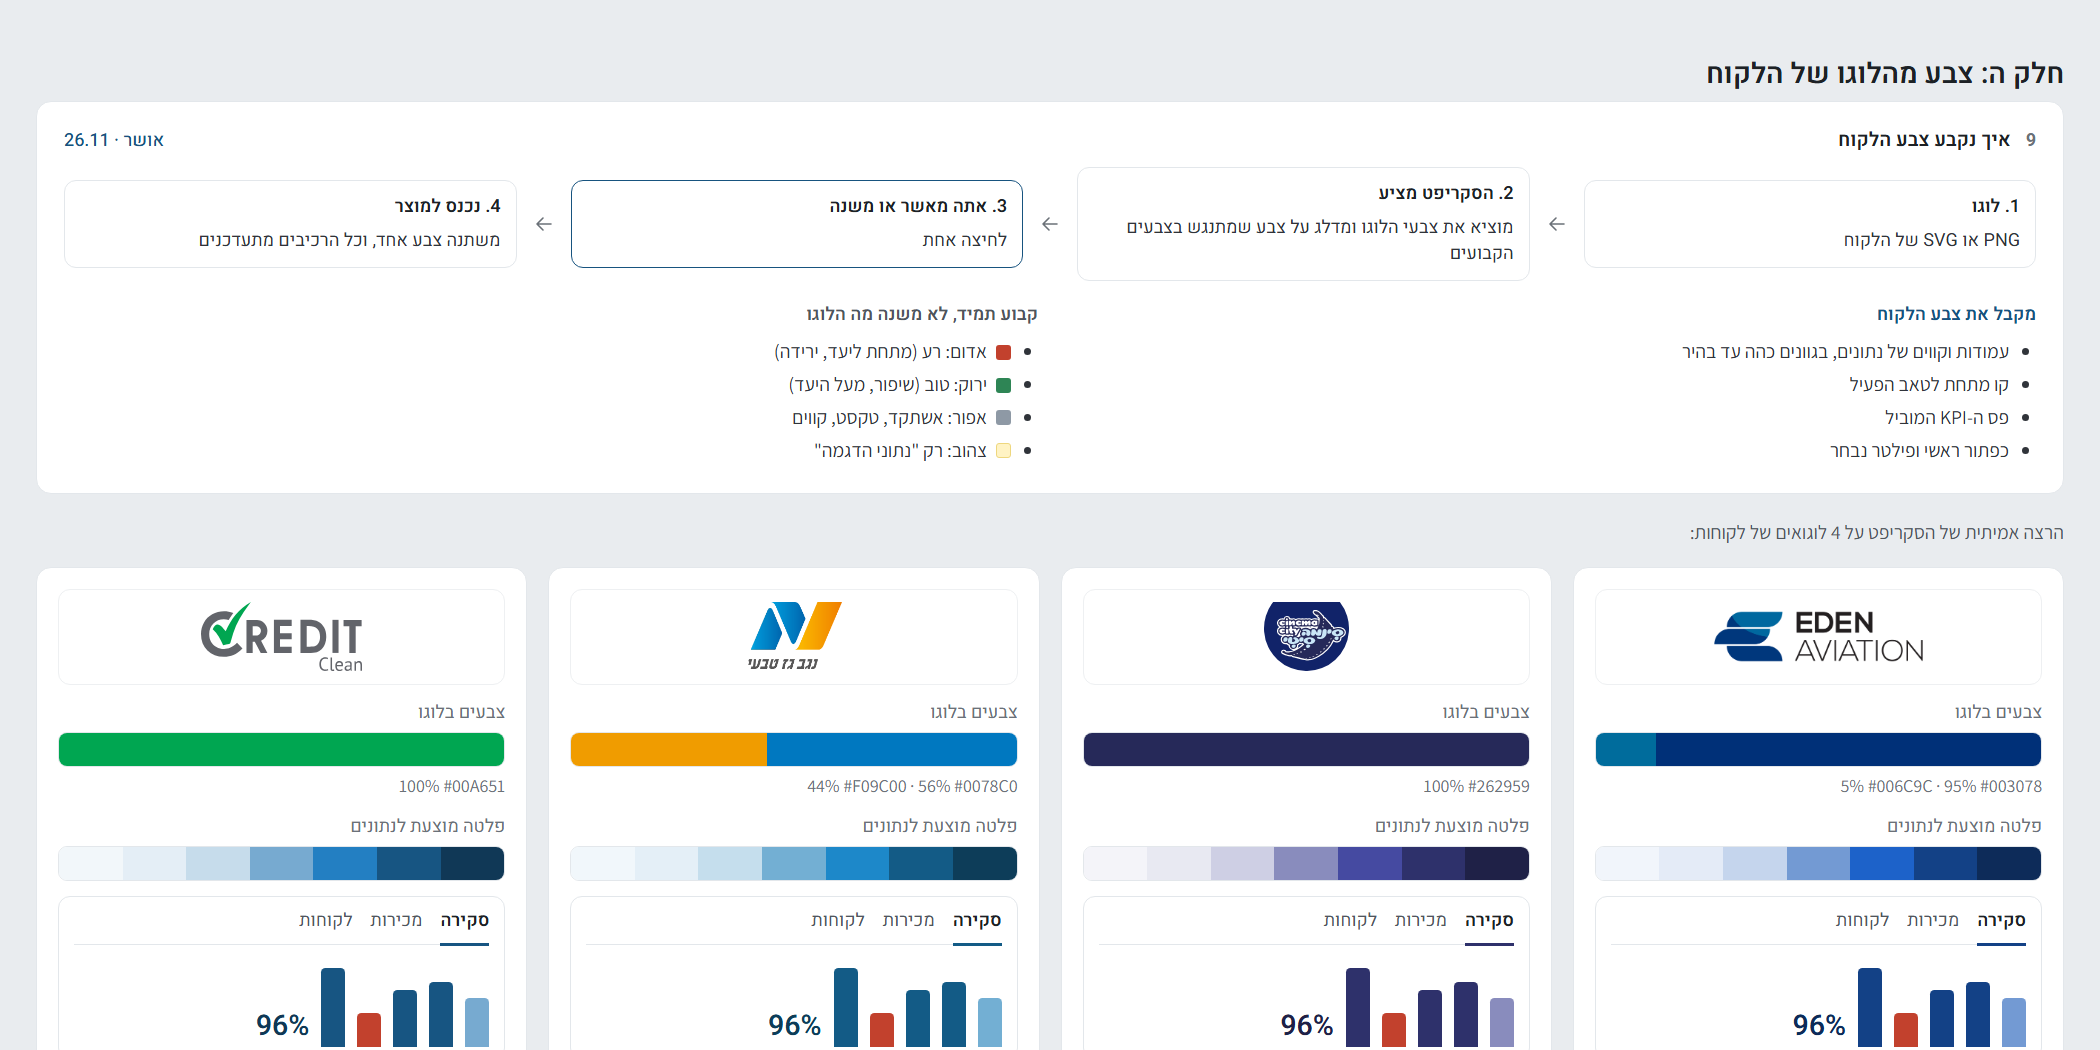 חלק ה: צבע מהלוגו של הלקוח
9 איך נקבע צבע הלקוח
אושר · 26.11
1. לוגו
PNG או SVG של הלקוח
←
2. הסקריפט מציע
מוציא את צבעי הלוגו ומדלג על צבע שמתנגש בצבעים
הקבועים
←
3. אתה מאשר או משנה
לחיצה אחת
←
4. נכנס למוצר
משתנה צבע אחד, וכל הרכיבים מתעדכנים
מקבל את צבע הלקוח
• עמודות וקווים של נתונים, בגוונים כהה עד בהיר
• קו מתחת לטאב הפעיל
• פס ה-KPI המוביל
• כפתור ראשי ופילטר נבחר
קבוע תמיד, לא משנה מה הלוגו
• אדום: רע (מתחת ליעד, ירידה)
• ירוק: טוב (שיפור, מעל היעד)
• אפור: אשתקד, טקסט, קווים
• צהוב: רק "נתוני הדגמה"
הרצה אמיתית של הסקריפט על 4 לוגואים של לקוחות:
EDEN
AVIATION
צבעים בלוגו
5% #006C9C · 95% #003078
פלטה מוצעת לנתונים
סקירה מכירות לקוחות
96%
cinema
city
סינמה
סיטי
צבעים בלוגו
100% #262959
פלטה מוצעת לנתונים
סקירה מכירות לקוחות
96%
נגב גז טבעי
צבעים בלוגו
44% #F09C00 · 56% #0078C0
פלטה מוצעת לנתונים
סקירה מכירות לקוחות
96%
CREDIT
Clean
צבעים בלוגו
100% #00A651
פלטה מוצעת לנתונים
סקירה מכירות לקוחות
96%